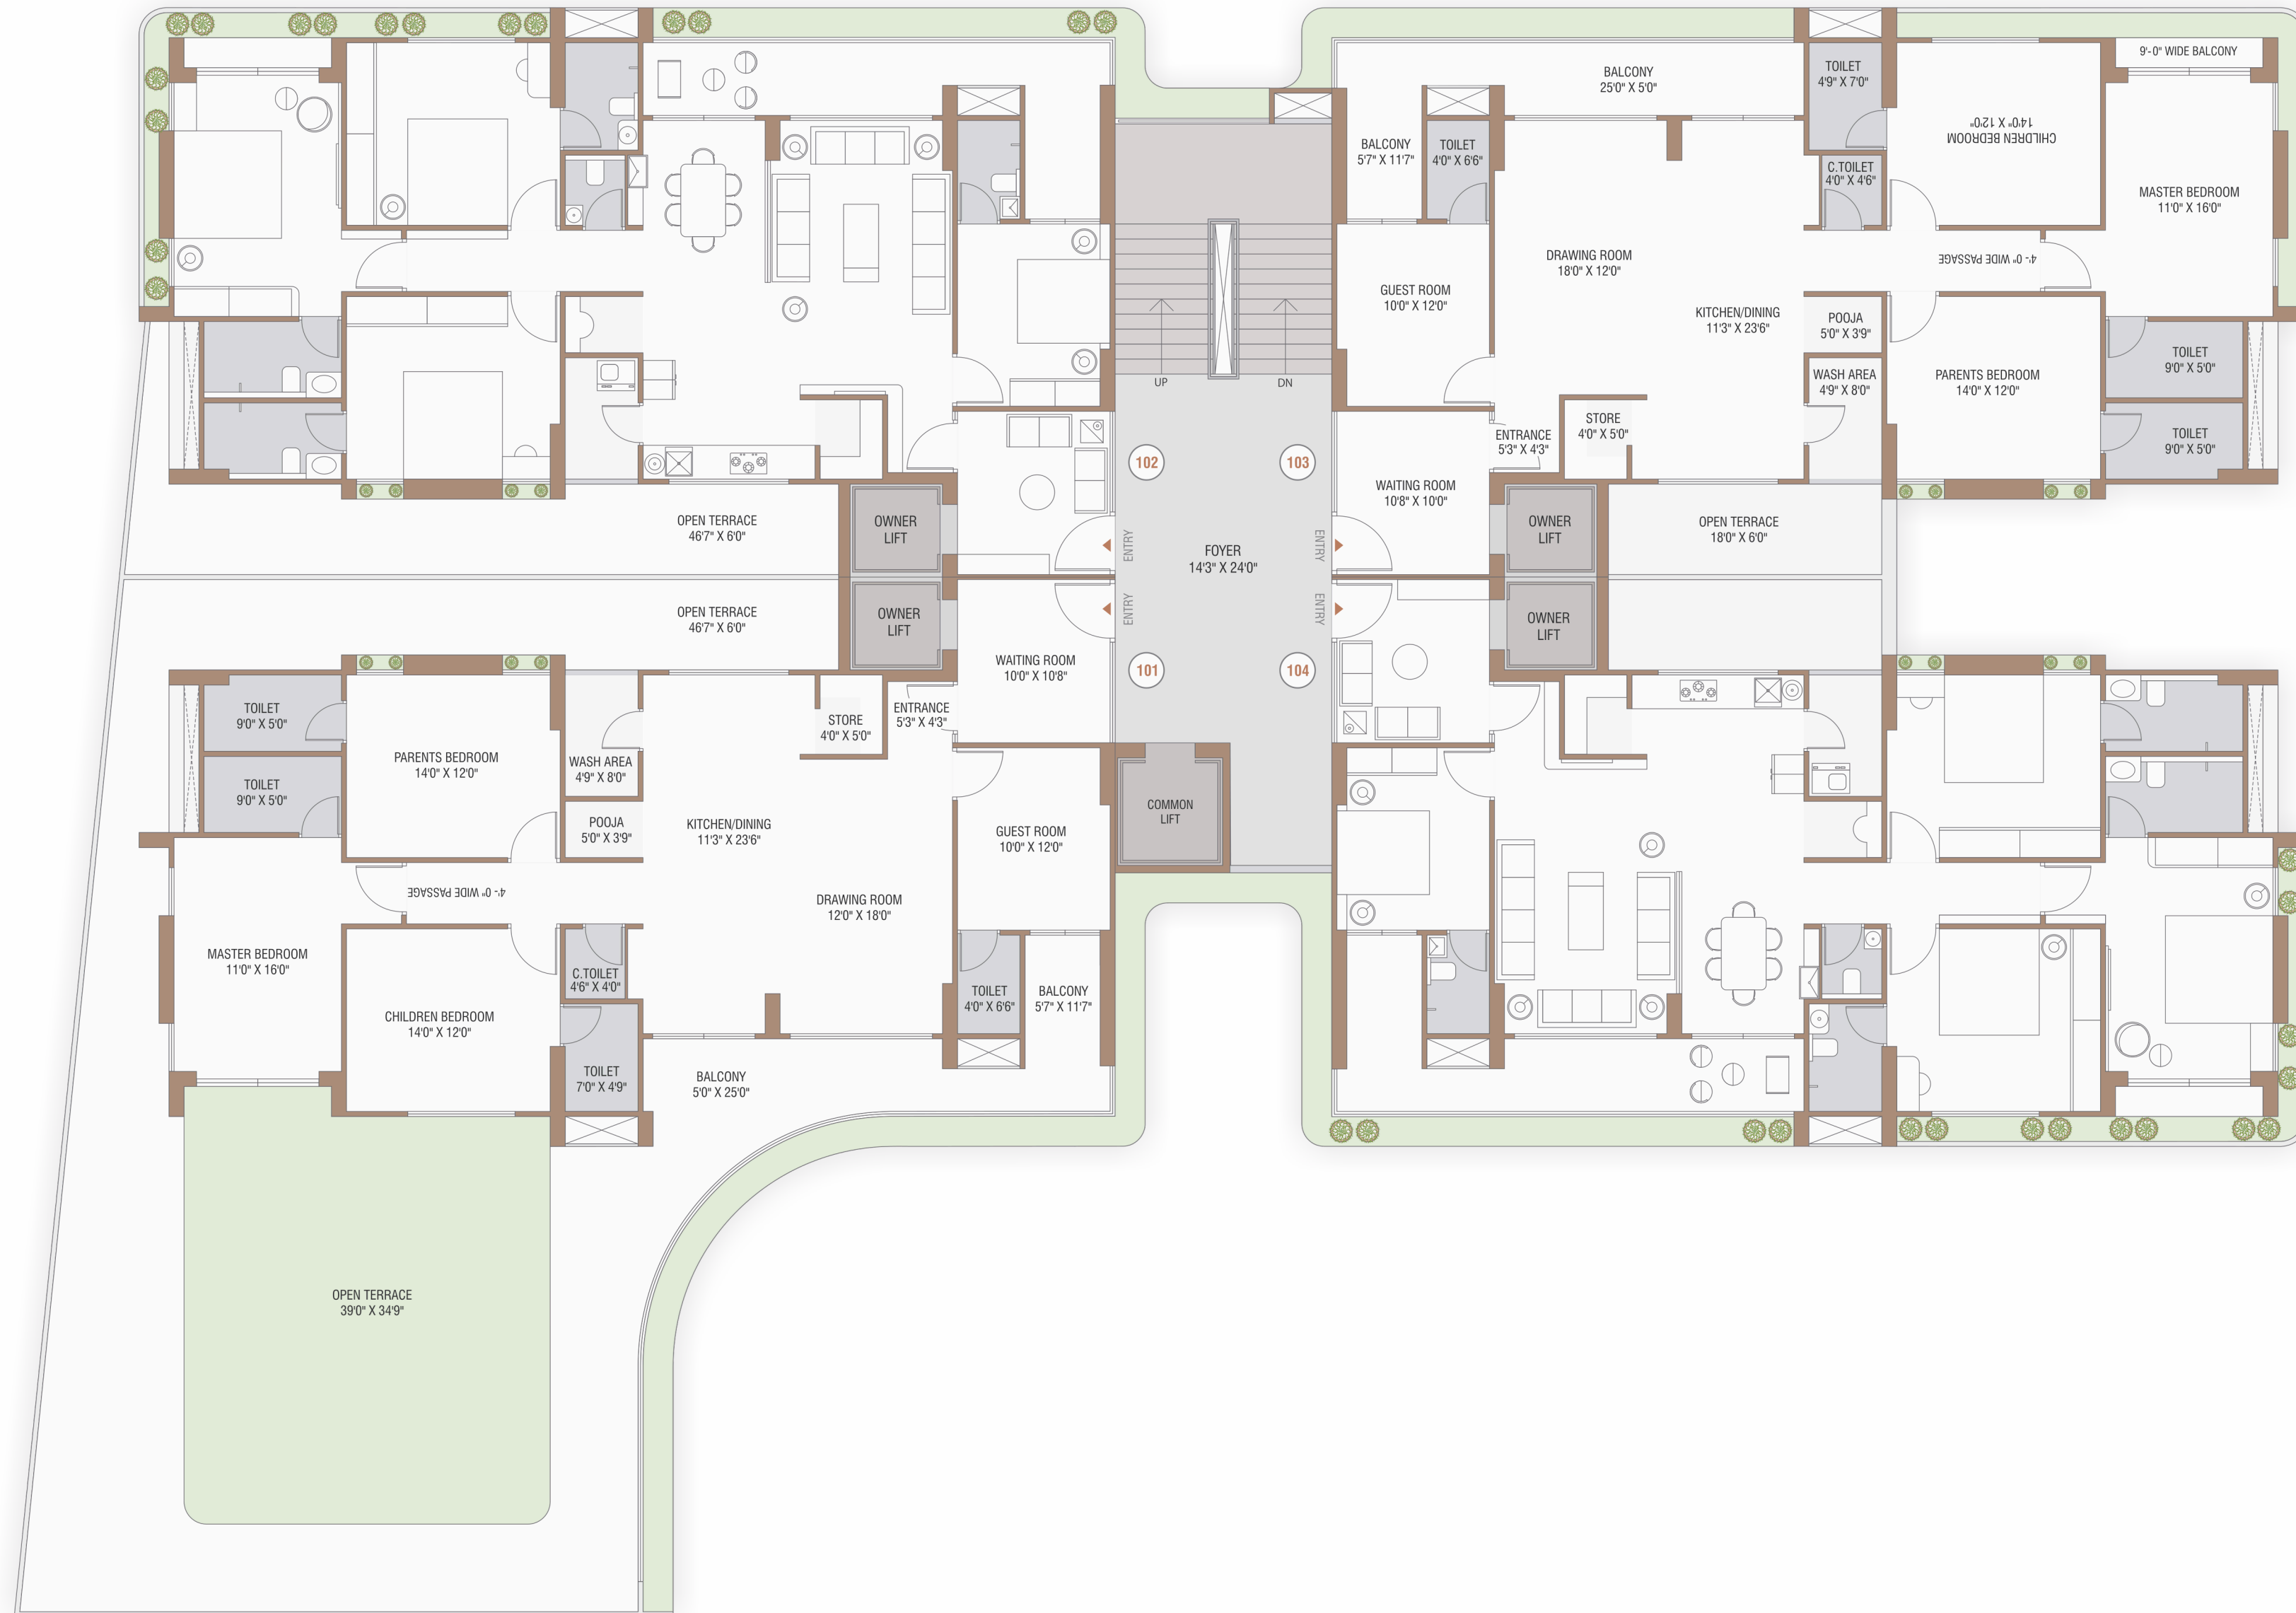 9'-0" WIDE BALCONY
BALCONY
25'0" X 5'0"
TOILET
4'9" X 7'0"
CHILDREN BEDROOM
14'0" X 12'0"
BALCONY
5'7" X 11'7"
TOILET
4'0" X 6'6"
C.TOILET
4'0" X 4'6"
MASTER BEDROOM
11'0" X 16'0"
DRAWING ROOM
18'0" X 12'0"
4'- 0" WIDE PASSAGE
GUEST ROOM
10'0" X 12'0"
KITCHEN/DINING
11'3" X 23'6"
POOJA
5'0" X 3'9"
TOILET
9'0" X 5'0"
UP
DN
WASH AREA
4'9" X 8'0"
PARENTS BEDROOM
14'0" X 12'0"
STORE
4'0" X 5'0"
ENTRANCE
5'3" X 4'3"
TOILET
9'0" X 5'0"
102
103
WAITING ROOM
10'8" X 10'0"
OPEN TERRACE
46'7" X 6'0"
OWNER
LIFT
ENTRY
FOYER
14'3" X 24'0"
ENTRY
OWNER
LIFT
OPEN TERRACE
18'0" X 6'0"
OPEN TERRACE
46'7" X 6'0"
OWNER
LIFT
ENTRY
ENTRY
OWNER
LIFT
WAITING ROOM
10'0" X 10'8"
101
104
TOILET
9'0" X 5'0"
ENTRANCE
5'3" X 4'3"
STORE
4'0" X 5'0"
PARENTS BEDROOM
14'0" X 12'0"
WASH AREA
4'9" X 8'0"
TOILET
9'0" X 5'0"
COMMON
LIFT
POOJA
5'0" X 3'9"
KITCHEN/DINING
11'3" X 23'6"
GUEST ROOM
10'0" X 12'0"
4'- 0" WIDE PASSAGE
DRAWING ROOM
12'0" X 18'0"
MASTER BEDROOM
11'0" X 16'0"
C.TOILET
4'6" X 4'0"
TOILET
4'0" X 6'6"
BALCONY
5'7" X 11'7"
CHILDREN BEDROOM
14'0" X 12'0"
TOILET
7'0" X 4'9"
BALCONY
5'0" X 25'0"
OPEN TERRACE
39'0" X 34'9"